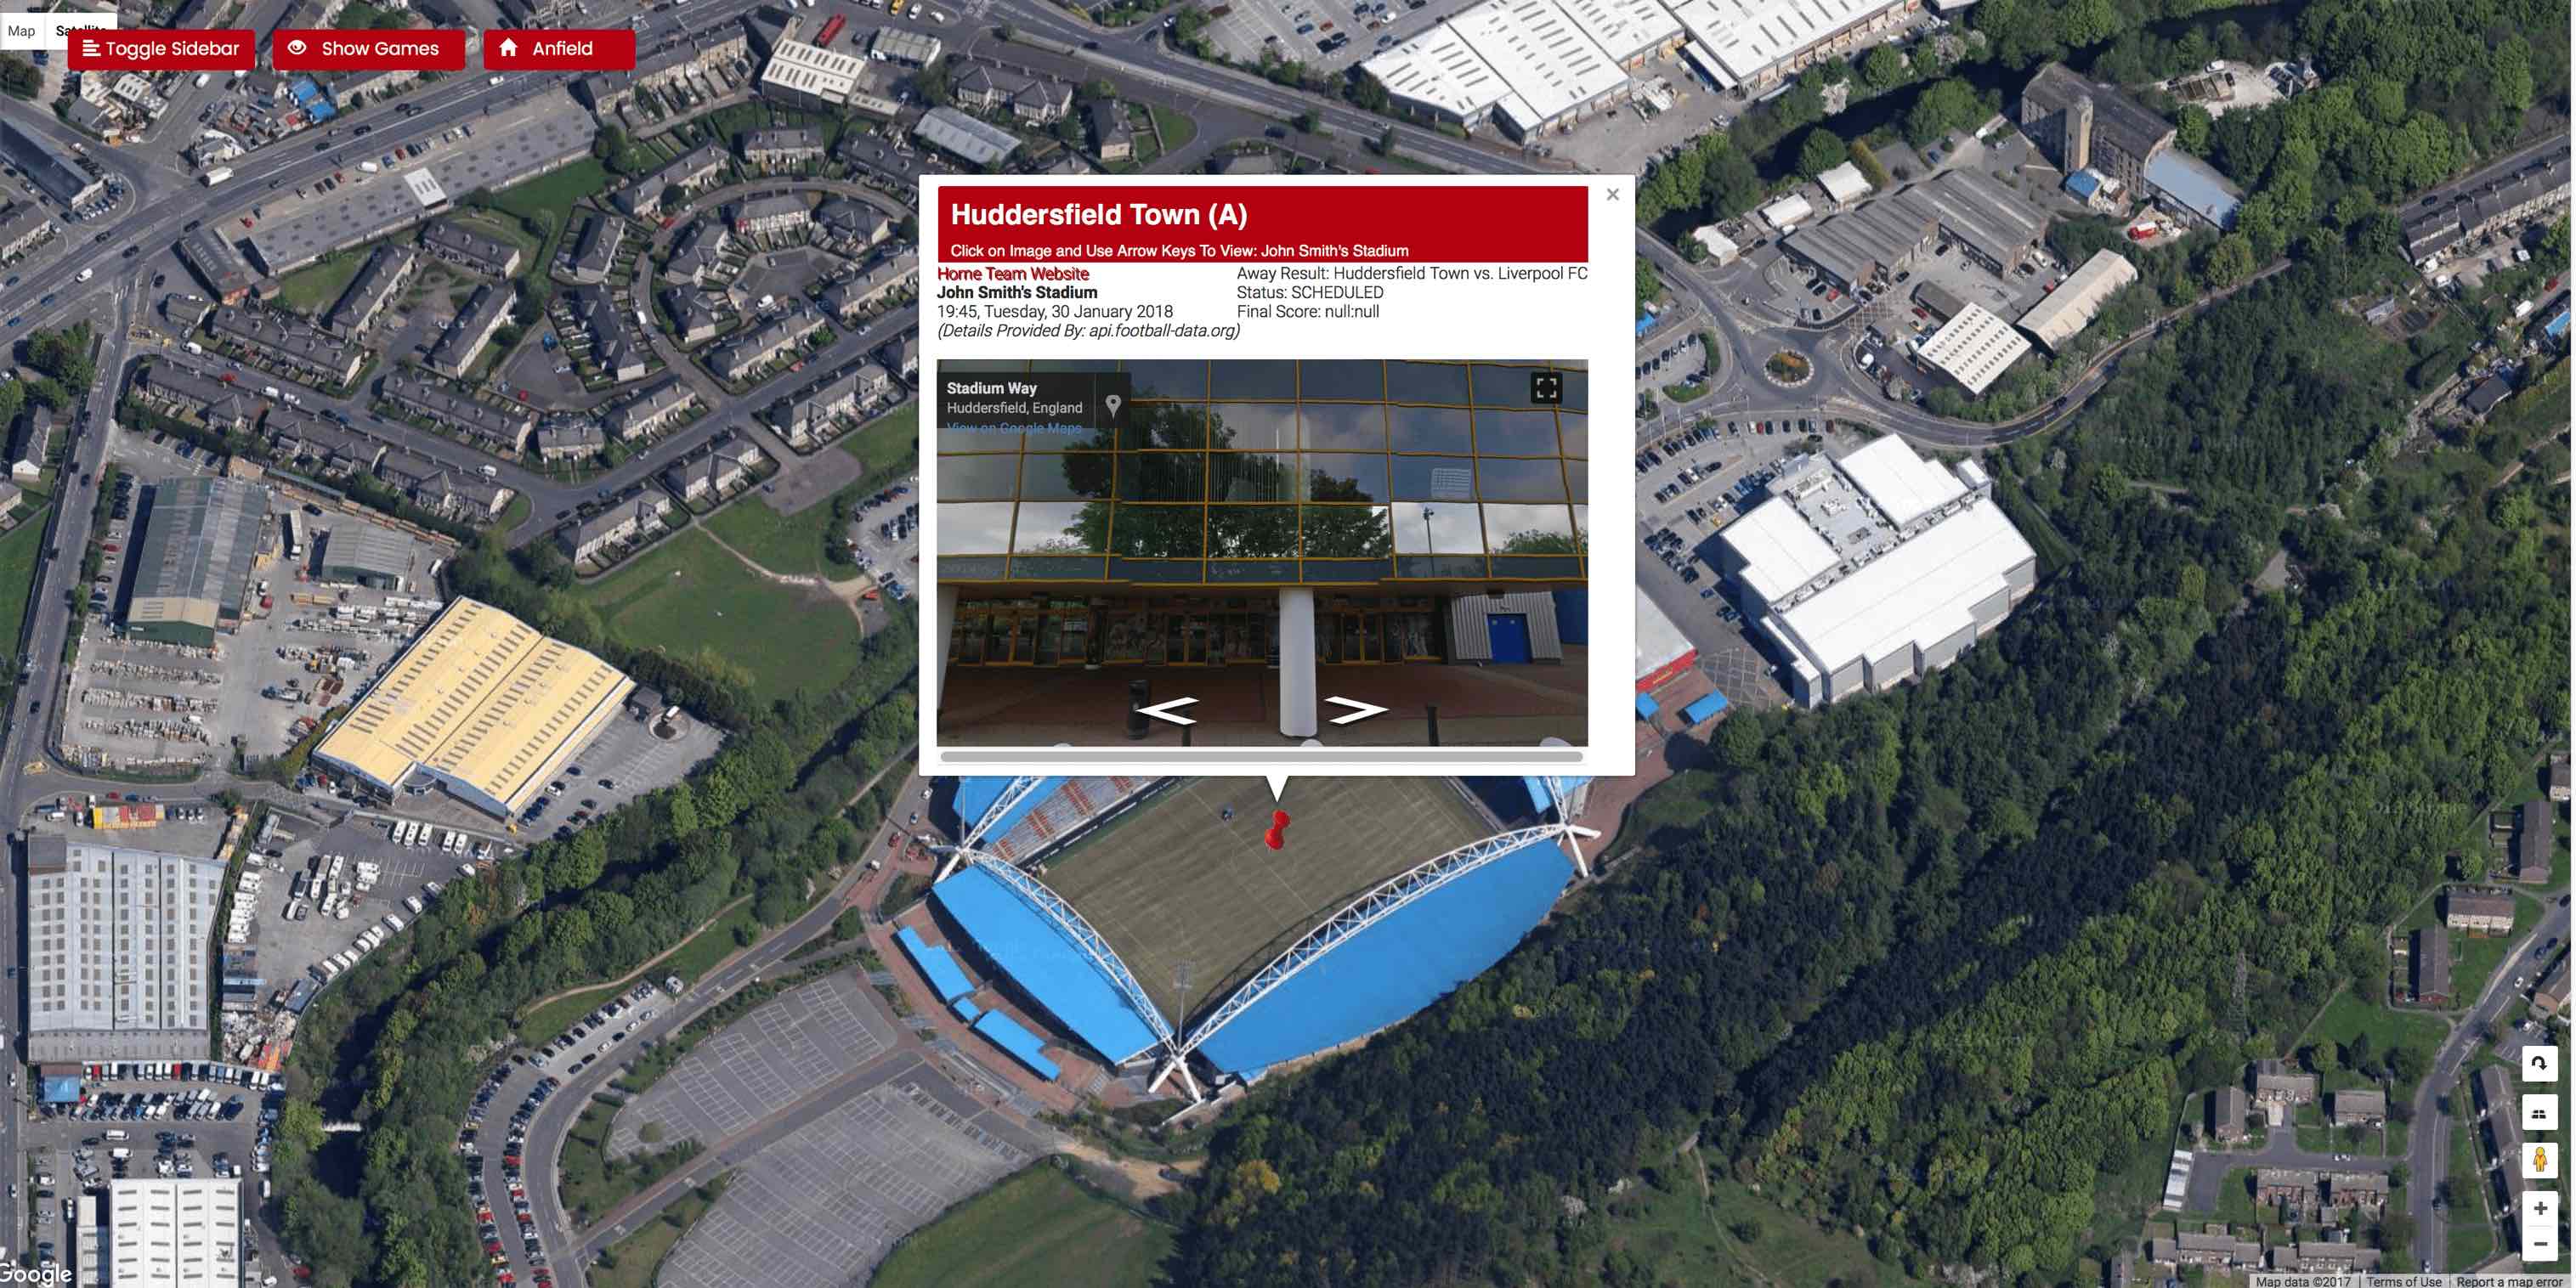 Map
Satellite
Toggle Sidebar
Show Games
Anfield
Huddersfield Town (A)
Click on Image and Use Arrow Keys To View: John Smith's Stadium
Home Team Website
John Smith's Stadium
19:45, Tuesday, 30 January 2018
(Details Provided By: api.football-data.org)
Away Result: Huddersfield Town vs. Liverpool FC
Status: SCHEDULED
Final Score: null:null
Stadium Way
Huddersfield, England
View on Google Maps
Google
Map data ©2017
Terms of Use
Report a map error